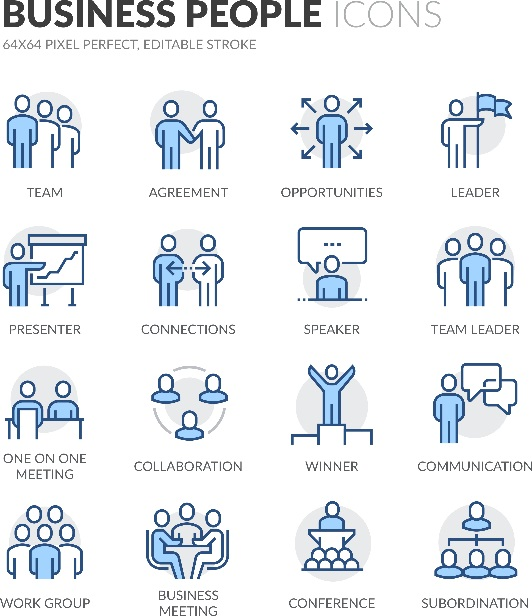 BUSINESS PEOPLE ICONS
64X64 PIXEL PERFECT, EDITABLE STROKE
TEAM
AGREEMENT
OPPORTUNITIES
LEADER
PRESENTER
CONNECTIONS
SPEAKER
TEAM LEADER
ONE ON ONE
MEETING
COLLABORATION
WINNER
COMMUNICATION
WORK GROUP
BUSINESS
MEETING
CONFERENCE
SUBORDINATION